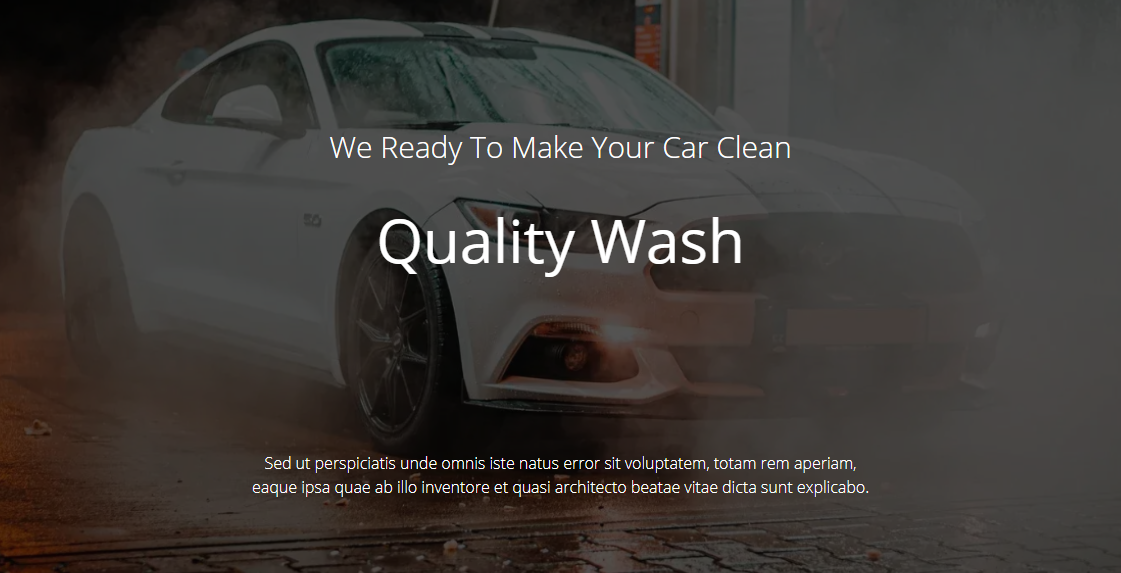 We Ready To Make Your Car Clean
Quality Wash
Sed ut perspiciatis unde omnis iste natus error sit voluptatem, totam rem aperiam,
eaque ipsa quae ab illo inventore et quasi architecto beatae vitae dicta sunt explicabo.